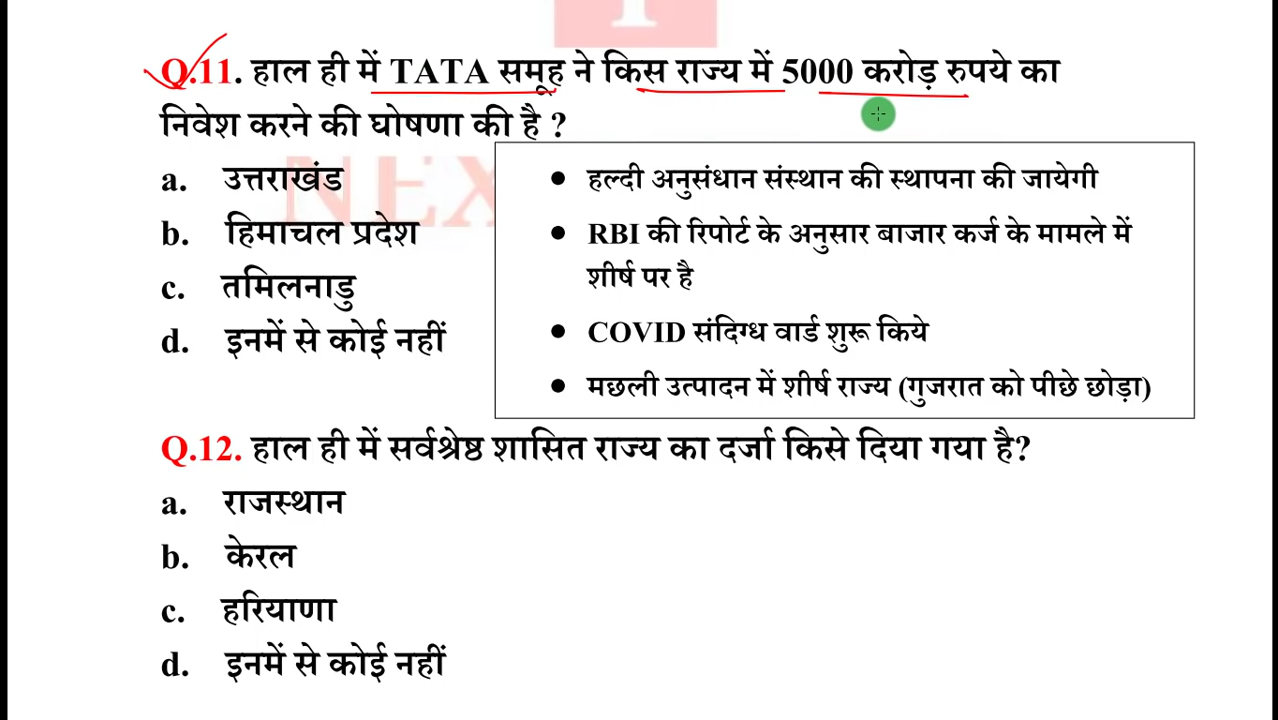 Q.11. हाल ही में TATA समूह ने किस राज्य में 5000 करोड़ रुपये का
निवेश करने की घोषणा की है ?
a. उत्तराखंड
b. हिमाचल प्रदेश
c. तमिलनाडु
d. इनमें से कोई नहीं
● हल्दी अनुसंधान संस्थान की स्थापना की जायेगी
● RBI की रिपोर्ट के अनुसार बाजार कर्ज के मामले में
शीर्ष पर है
● COVID संदिग्ध वार्ड शुरू किये
● मछली उत्पादन में शीर्ष राज्य (गुजरात को पीछे छोड़ा)
Q.12. हाल ही में सर्वश्रेष्ठ शासित राज्य का दर्जा किसे दिया गया है?
a. राजस्थान
b. केरल
c. हरियाणा
d. इनमें से कोई नहीं